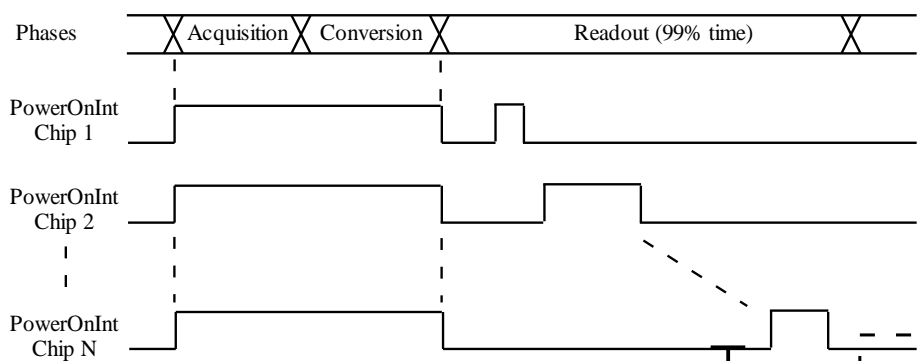 Phases
Acquisition
Conversion
Readout (99% time)
PowerOnInt
Chip 1
PowerOnInt
Chip 2
PowerOnInt
Chip N